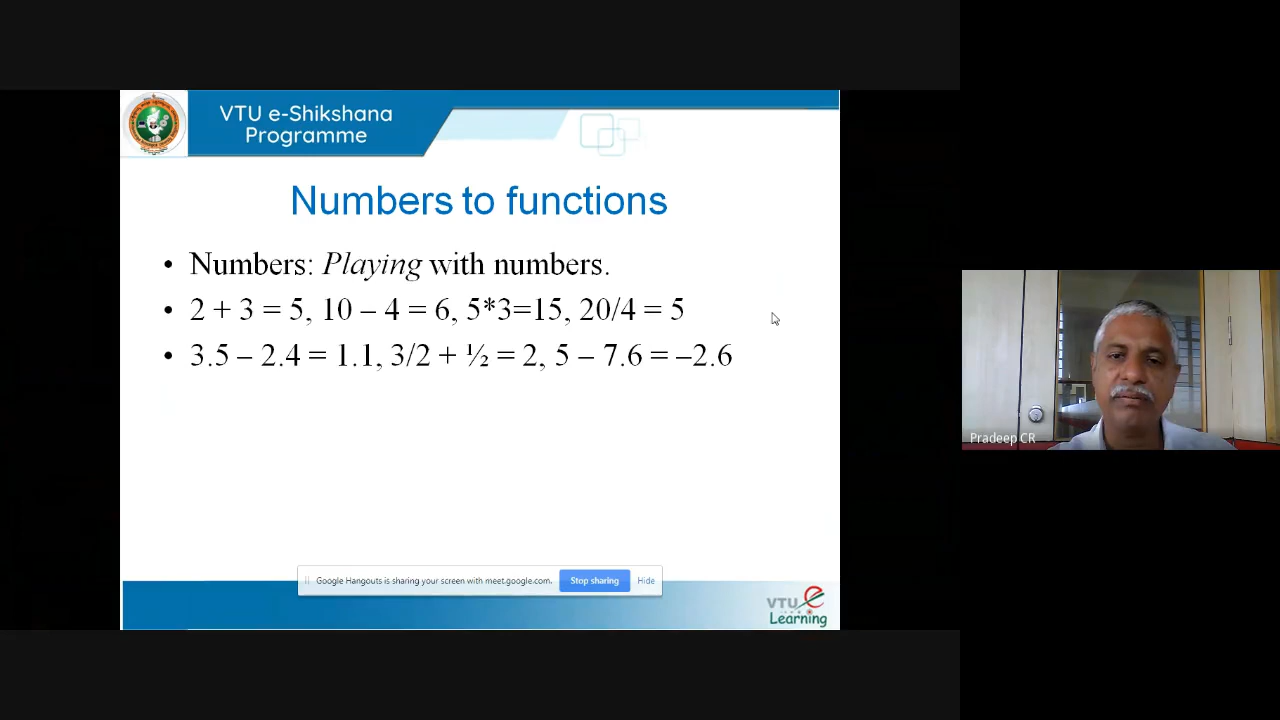 VTU e-Shikshana
Programme
Numbers to functions
• Numbers: Playing with numbers.
• 2 + 3 = 5, 10 – 4 = 6, 5*3=15, 20/4 = 5
• 3.5 – 2.4 = 1.1, 3/2 + ½ = 2, 5 – 7.6 = –2.6
Pradeep CR
Google Hangouts is sharing your screen with meet.google.com.
Stop sharing
Hide
VTU e
Learning